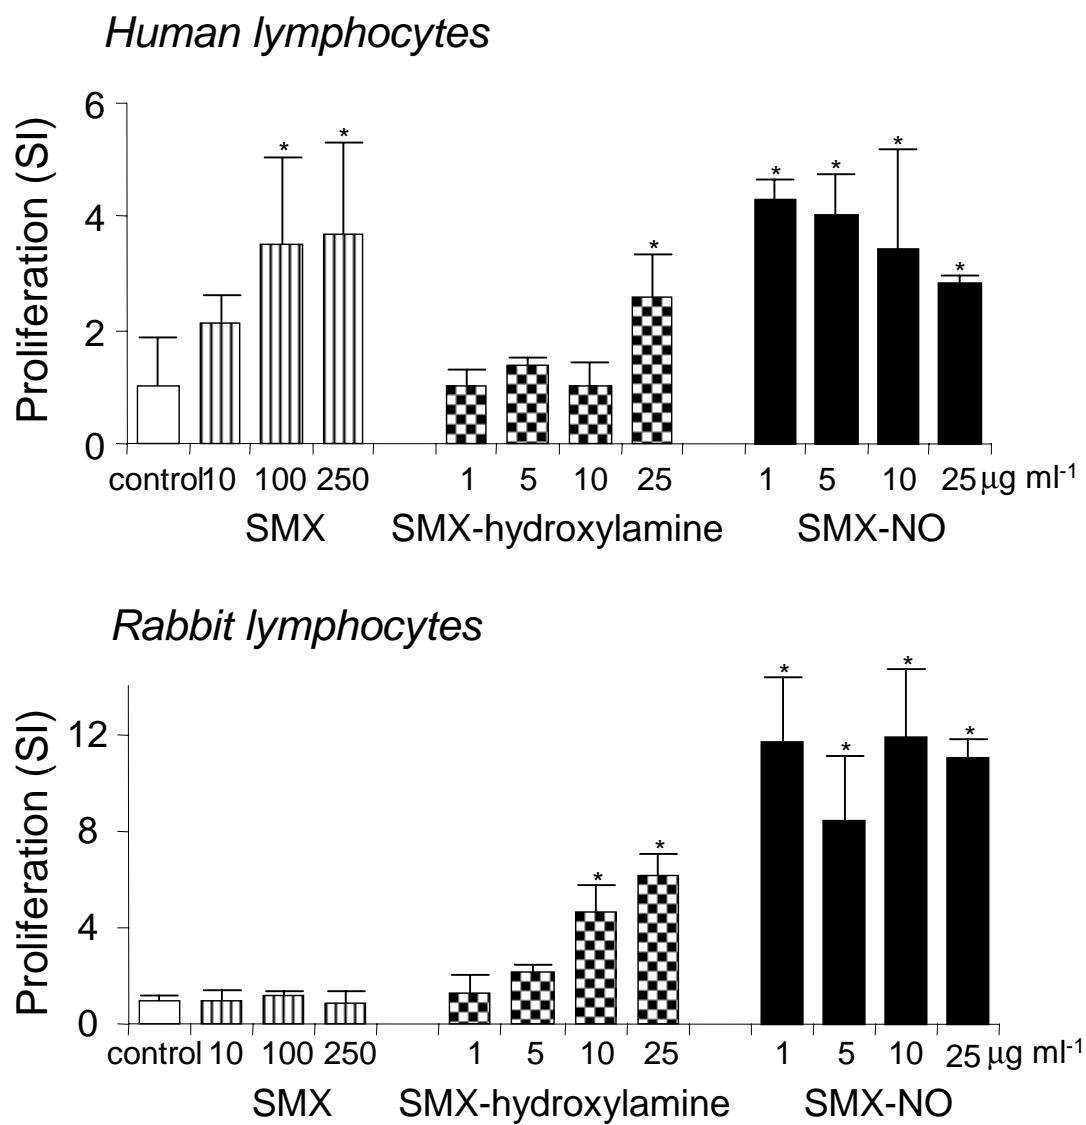 Human lymphocytes
Proliferation (SI)
6
4
2
0
* * * * * * *
control 10 100 250 1 5 10 25 1 5 10 25 μg ml-1
SMX SMX-hydroxylamine SMX-NO
Rabbit lymphocytes
Proliferation (SI)
12
8
4
0
* * * * * *
control 10 100 250 1 5 10 25 1 5 10 25 μg ml-1
SMX SMX-hydroxylamine SMX-NO